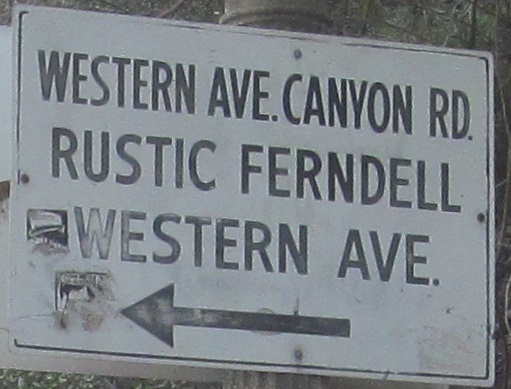 WESTERN AVE. CANYON RD.
RUSTIC FERNDELL
WESTERN AVE.